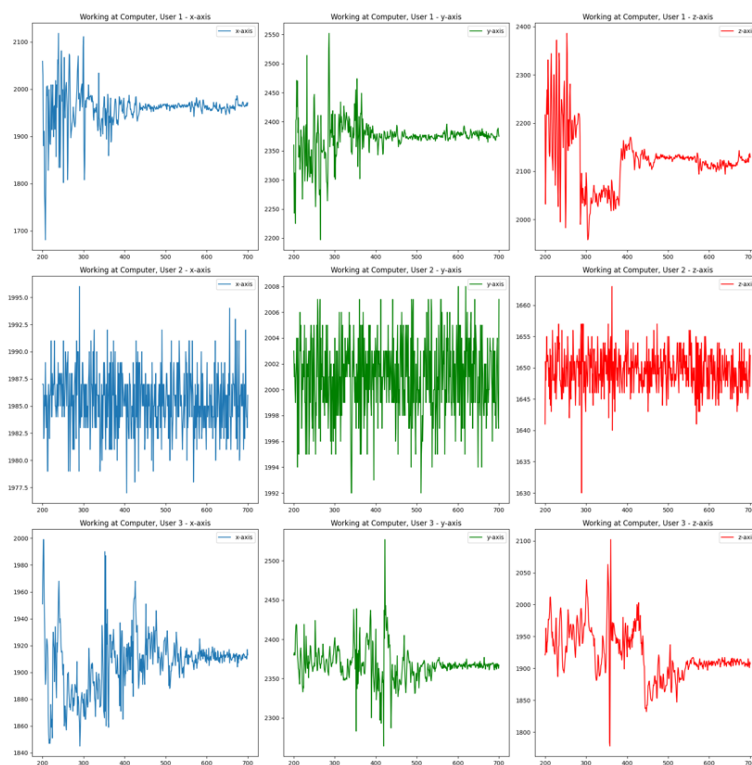 Working at Computer, User 1 - x-axis
Working at Computer, User 1 - y-axis
Working at Computer, User 1 - z-axis
x-axis
y-axis
z-axis
2100
2000
1900
1800
1700
2550
2500
2450
2400
2350
2300
2250
2200
2400
2300
2200
2100
2000
200 300 400 500 600 700
200 300 400 500 600 700
200 300 400 500 600 700
Working at Computer, User 2 - x-axis
Working at Computer, User 2 - y-axis
Working at Computer, User 2 - z-axis
x-axis
y-axis
z-axis
1995.0
1992.5
1990.0
1987.5
1985.0
1982.5
1980.0
1977.5
2008
2006
2004
2002
2000
1998
1996
1994
1992
1660
1655
1650
1645
1640
1635
1630
200 300 400 500 600 700
200 300 400 500 600 700
200 300 400 500 600 700
Working at Computer, User 3 - x-axis
Working at Computer, User 3 - y-axis
Working at Computer, User 3 - z-axis
x-axis
y-axis
z-axis
2000
1980
1960
1940
1920
1900
1880
1860
1840
2500
2450
2400
2350
2300
2100
2050
2000
1950
1900
1850
1800
200 300 400 500 600 700
200 300 400 500 600 700
200 300 400 500 600 700